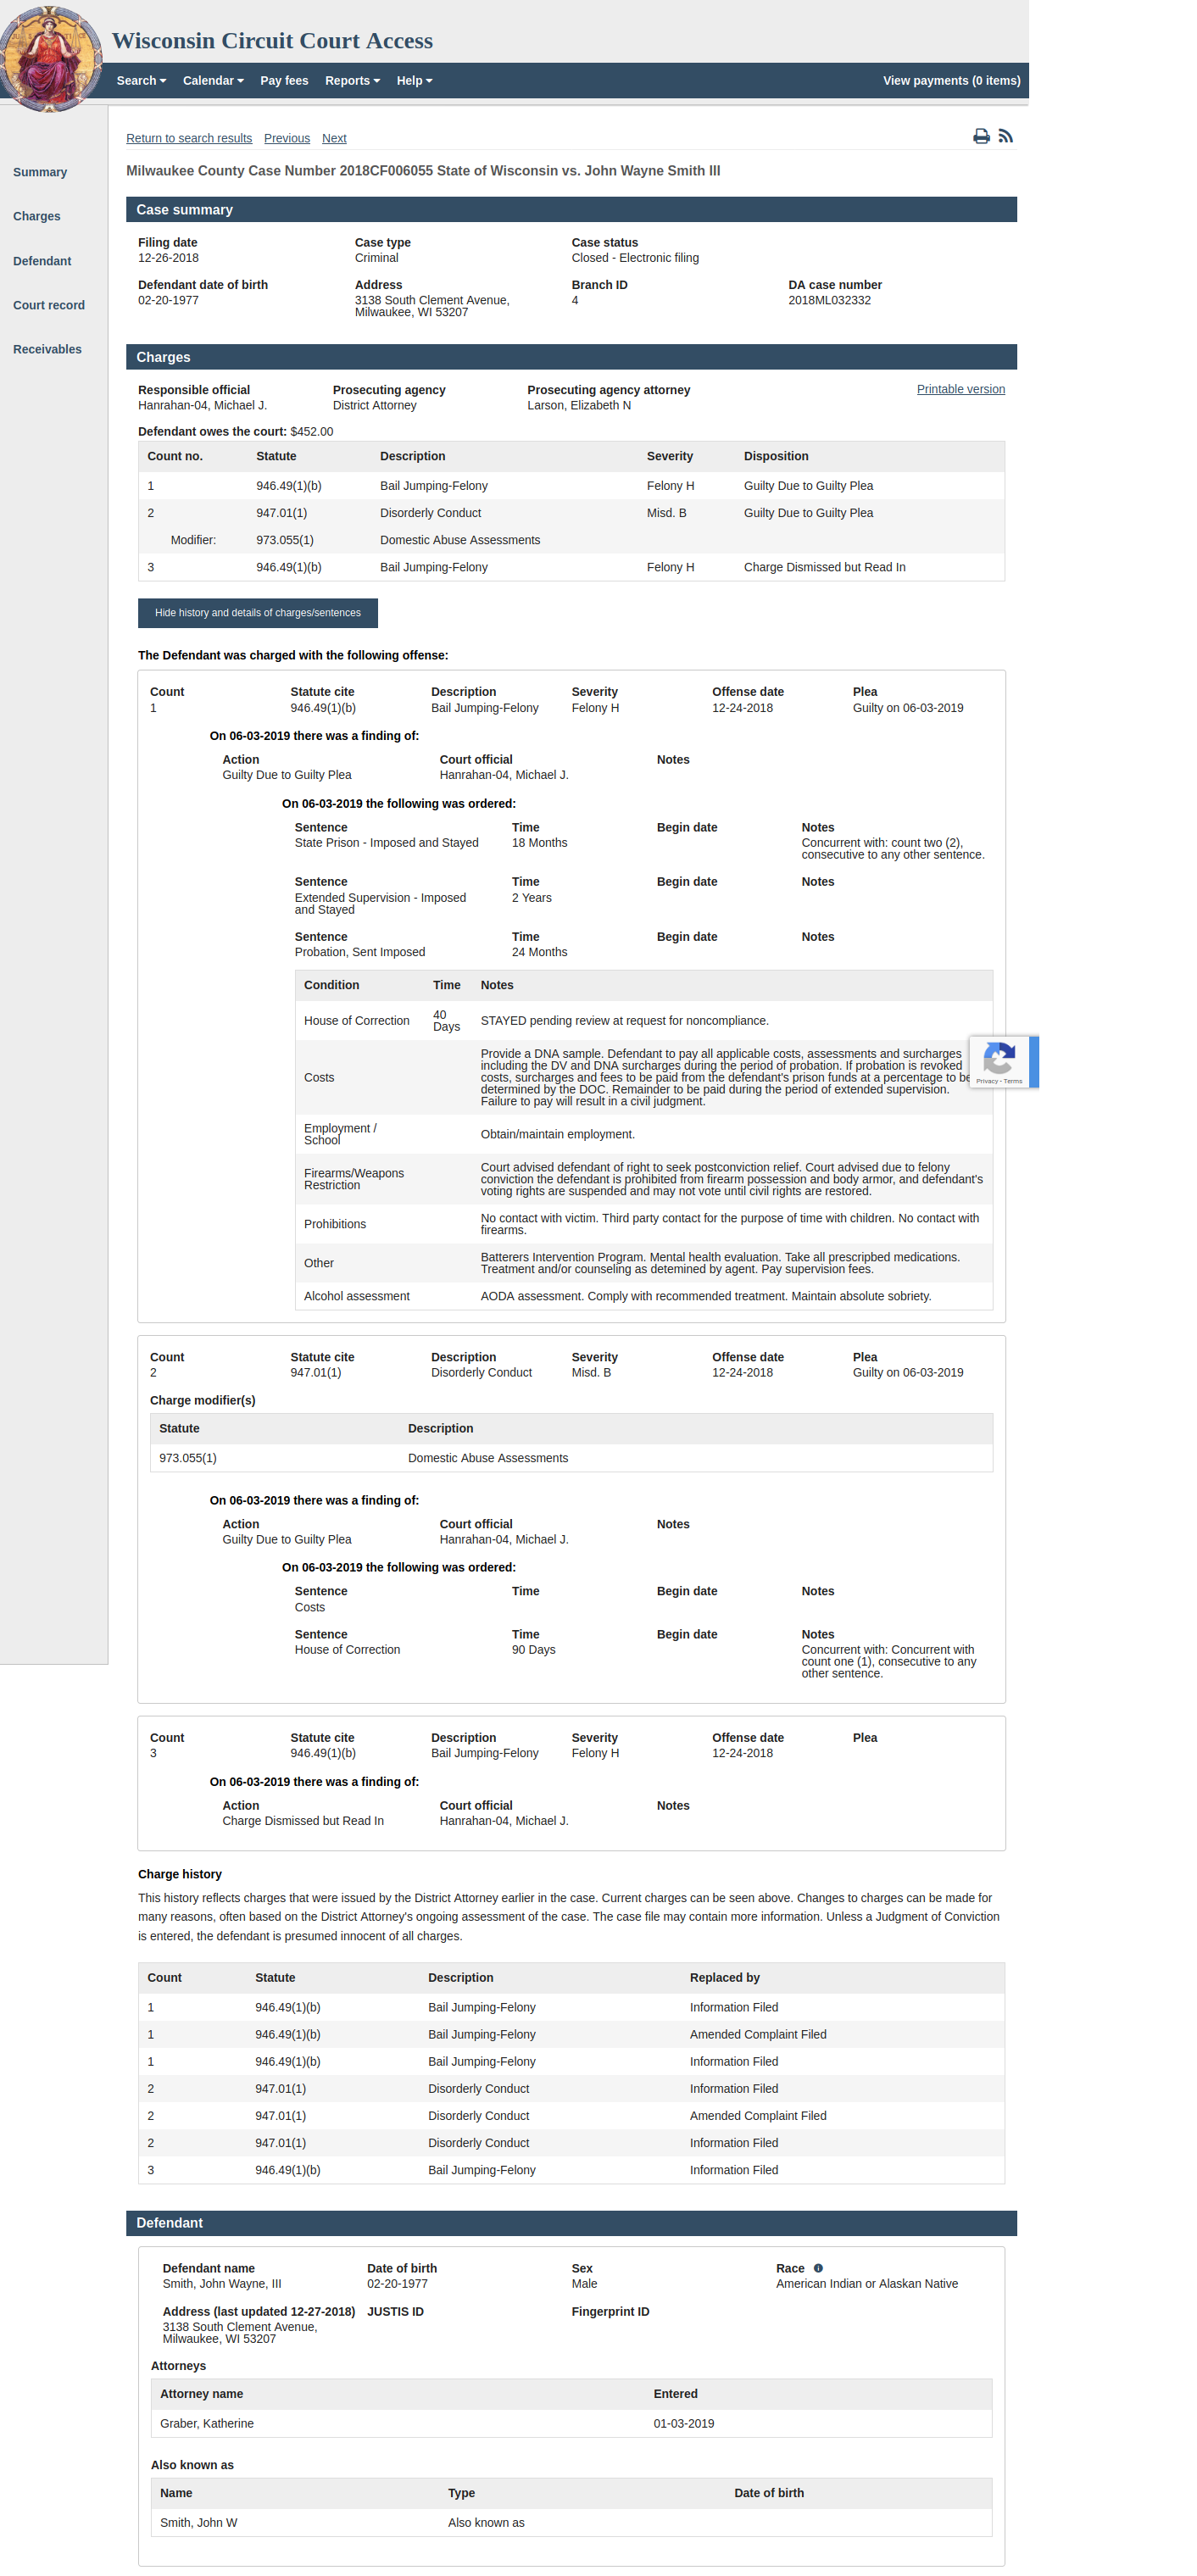 Wisconsin Circuit Court Access
Search Calendar Pay fees Reports Help View payments (0 items)
Return to search results Previous Next
Summary
Charges
Defendant
Court record
Receivables
Milwaukee County Case Number 2018CF006055 State of Wisconsin vs. John Wayne Smith III
Case summary
Filing date Case type Case status
12-26-2018 Criminal Closed - Electronic filing
Defendant date of birth Address Branch ID DA case number
02-20-1977 3138 South Clement Avenue, 4 2018ML032332
Milwaukee, WI 53207
Charges
Responsible official Prosecuting agency Prosecuting agency attorney Printable version
Hanrahan-04, Michael J. District Attorney Larson, Elizabeth N
Defendant owes the court: $452.00
Count no. Statute Description Severity Disposition
1 946.49(1)(b) Bail Jumping-Felony Felony H Guilty Due to Guilty Plea
2 947.01(1) Disorderly Conduct Misd. B Guilty Due to Guilty Plea
Modifier: 973.055(1) Domestic Abuse Assessments
3 946.49(1)(b) Bail Jumping-Felony Felony H Charge Dismissed but Read In
Hide history and details of charges/sentences
The Defendant was charged with the following offense:
Count Statute cite Description Severity Offense date Plea
1 946.49(1)(b) Bail Jumping-Felony Felony H 12-24-2018 Guilty on 06-03-2019
On 06-03-2019 there was a finding of:
Action Court official Notes
Guilty Due to Guilty Plea Hanrahan-04, Michael J.
On 06-03-2019 the following was ordered:
Sentence Time Begin date Notes
State Prison - Imposed and Stayed 18 Months Concurrent with: count two (2),
consecutive to any other sentence.
Sentence Time Begin date Notes
Extended Supervision - Imposed 2 Years
and Stayed
Sentence Time Begin date Notes
Probation, Sent Imposed 24 Months
Condition Time Notes
House of Correction 40 Days STAYED pending review at request for noncompliance.
Costs
Provide a DNA sample. Defendant to pay all applicable costs, assessments and surcharges
including the DV and DNA surcharges during the period of probation. If probation is revoked
costs, surcharges and fees to be paid from the defendant's prison funds at a percentage to be
determined by the DOC. Remainder to be paid during the period of extended supervision.
Failure to pay will result in a civil judgment.
Privacy - Terms
Employment /
School
Obtain/maintain employment.
Firearms/Weapons
Restriction
Court advised defendant of right to seek postconviction relief. Court advised due to felony
conviction the defendant is prohibited from firearm possession and body armor, and defendant's
voting rights are suspended and may not vote until civil rights are restored.
Prohibitions
No contact with victim. Third party contact for the purpose of time with children. No contact with
firearms.
Other
Batterers Intervention Program. Mental health evaluation. Take all prescripbed medications.
Treatment and/or counseling as detemined by agent. Pay supervision fees.
Alcohol assessment AODA assessment. Comply with recommended treatment. Maintain absolute sobriety.
Count Statute cite Description Severity Offense date Plea
2 947.01(1) Disorderly Conduct Misd. B 12-24-2018 Guilty on 06-03-2019
Charge modifier(s)
Statute Description
973.055(1) Domestic Abuse Assessments
On 06-03-2019 there was a finding of:
Action Court official Notes
Guilty Due to Guilty Plea Hanrahan-04, Michael J.
On 06-03-2019 the following was ordered:
Sentence Time Begin date Notes
Costs
Sentence Time Begin date Notes
House of Correction 90 Days Concurrent with: Concurrent with
count one (1), consecutive to any
other sentence.
Count Statute cite Description Severity Offense date Plea
3 946.49(1)(b) Bail Jumping-Felony Felony H 12-24-2018
On 06-03-2019 there was a finding of:
Action Court official Notes
Charge Dismissed but Read In Hanrahan-04, Michael J.
Charge history
This history reflects charges that were issued by the District Attorney earlier in the case. Current charges can be seen above. Changes to charges can be made for
many reasons, often based on the District Attorney's ongoing assessment of the case. The case file may contain more information. Unless a Judgment of Conviction
is entered, the defendant is presumed innocent of all charges.
Count Statute Description Replaced by
1 946.49(1)(b) Bail Jumping-Felony Information Filed
1 946.49(1)(b) Bail Jumping-Felony Amended Complaint Filed
1 946.49(1)(b) Bail Jumping-Felony Information Filed
2 947.01(1) Disorderly Conduct Information Filed
2 947.01(1) Disorderly Conduct Amended Complaint Filed
2 947.01(1) Disorderly Conduct Information Filed
3 946.49(1)(b) Bail Jumping-Felony Information Filed
Defendant
Defendant name Date of birth Sex Race
Smith, John Wayne, III 02-20-1977 Male American Indian or Alaskan Native
Address (last updated 12-27-2018) JUSTIS ID Fingerprint ID
3138 South Clement Avenue,
Milwaukee, WI 53207
Attorneys
Attorney name Entered
Graber, Katherine 01-03-2019
Also known as
Name Type Date of birth
Smith, John W Also known as